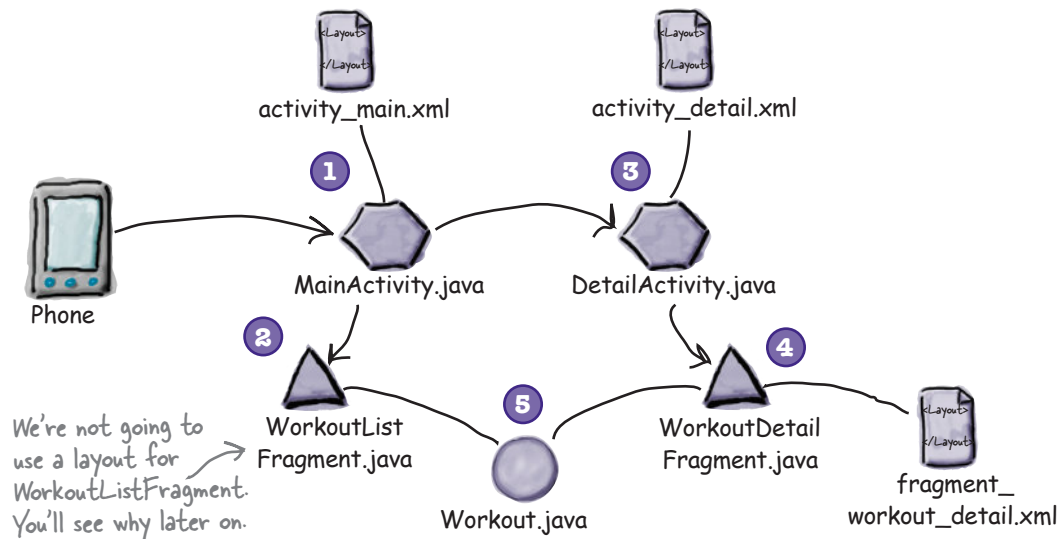 <Layout>
</Layout>
activity_main.xml
<Layout>
</Layout>
activity_detail.xml
1
3
Phone
MainActivity.java
DetailActivity.java
2
4
5
We're not going to
use a layout for
WorkoutListFragment.
You'll see why later on.
WorkoutList
Fragment.java
Workout.java
WorkoutDetail
Fragment.java
<Layout>
</Layout>
fragment_
workout_detail.xml